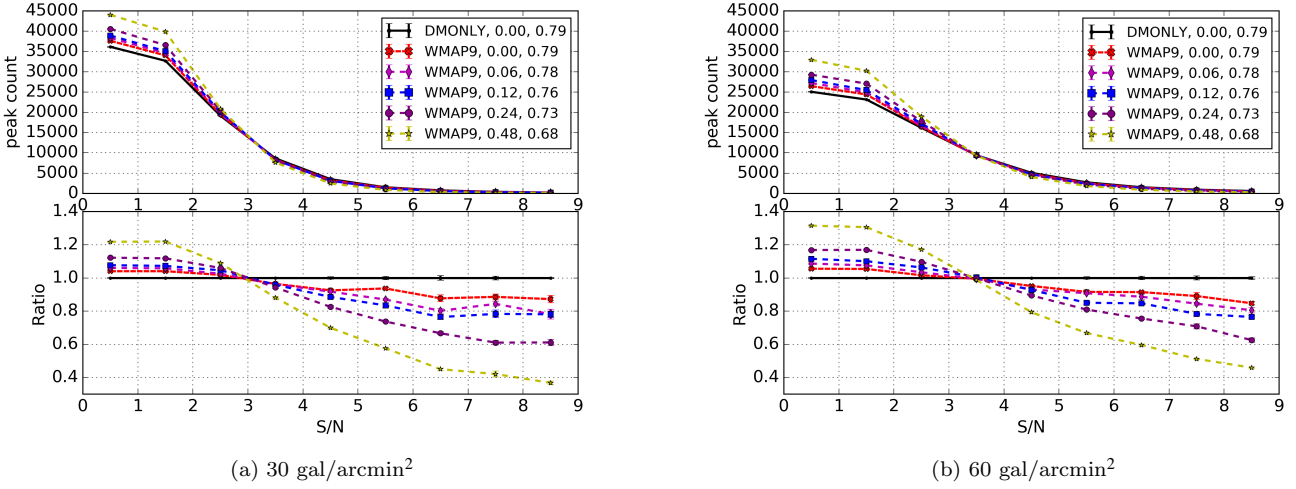 45000
40000
35000
30000
25000
20000
15000
10000
5000
0
peak count
DMONLY, 0.00, 0.79
WMAP9, 0.00, 0.79
WMAP9, 0.06, 0.78
WMAP9, 0.12, 0.76
WMAP9, 0.24, 0.73
WMAP9, 0.48, 0.68
0 1 2 3 4 5 6 7 8 9
1.4
1.2
1.0
0.8
0.6
0.4
Ratio
0 1 2 3 4 5 6 7 8 9
S/N
(a) 30 gal/arcmin²
45000
40000
35000
30000
25000
20000
15000
10000
5000
0
peak count
DMONLY, 0.00, 0.79
WMAP9, 0.00, 0.79
WMAP9, 0.06, 0.78
WMAP9, 0.12, 0.76
WMAP9, 0.24, 0.73
WMAP9, 0.48, 0.68
0 1 2 3 4 5 6 7 8 9
1.4
1.2
1.0
0.8
0.6
0.4
Ratio
0 1 2 3 4 5 6 7 8 9
S/N
(b) 60 gal/arcmin²